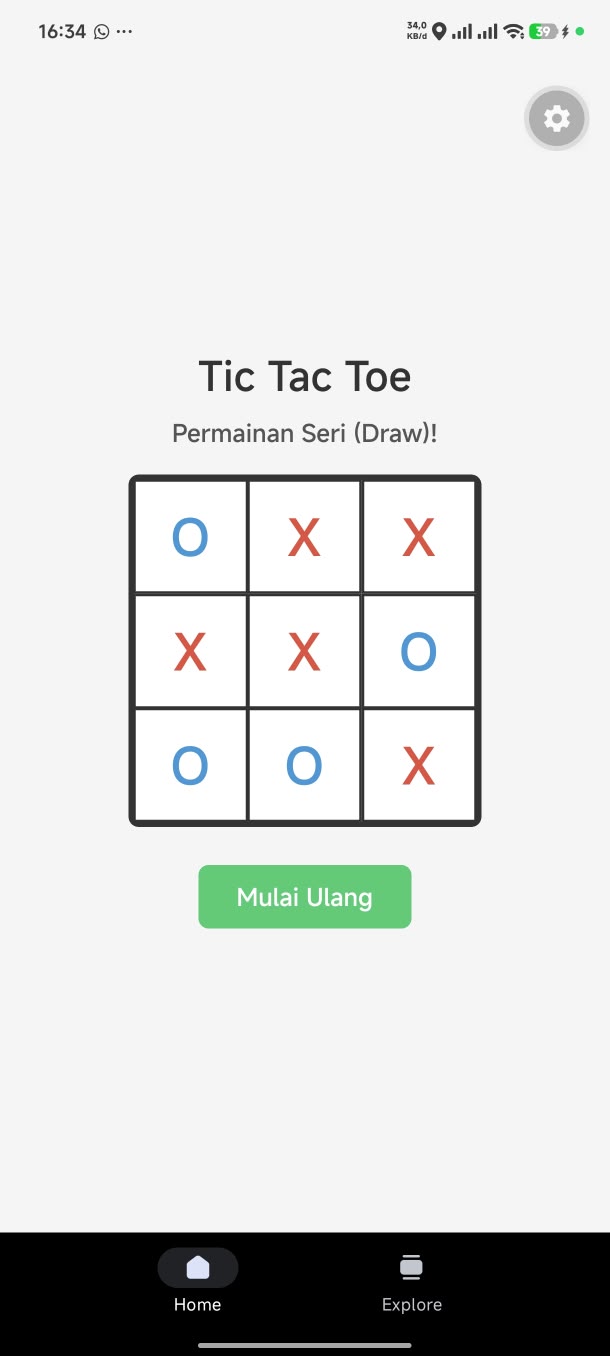 16:34 ... 34,0 KB/d 39
Tic Tac Toe
Permainan Seri (Draw)!
O X X
X X O
O O X
Mulai Ulang
Home Explore